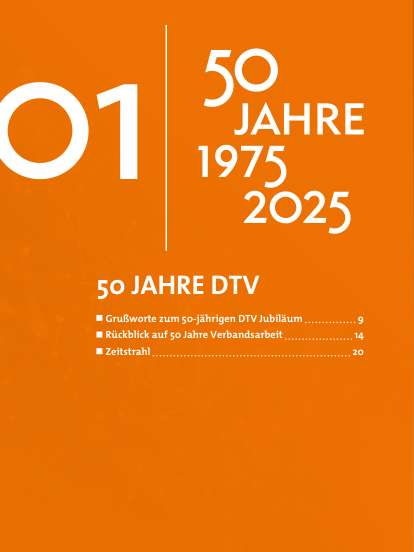 01
50
JAHRE
1975
2025
50 JAHRE DTV
Grußworte zum 50-jährigen DTV Jubiläum ............... 9
Rückblick auf 50 Jahre Verbandsarbeit .................... 14
Zeitstrahl ............................................................ 20